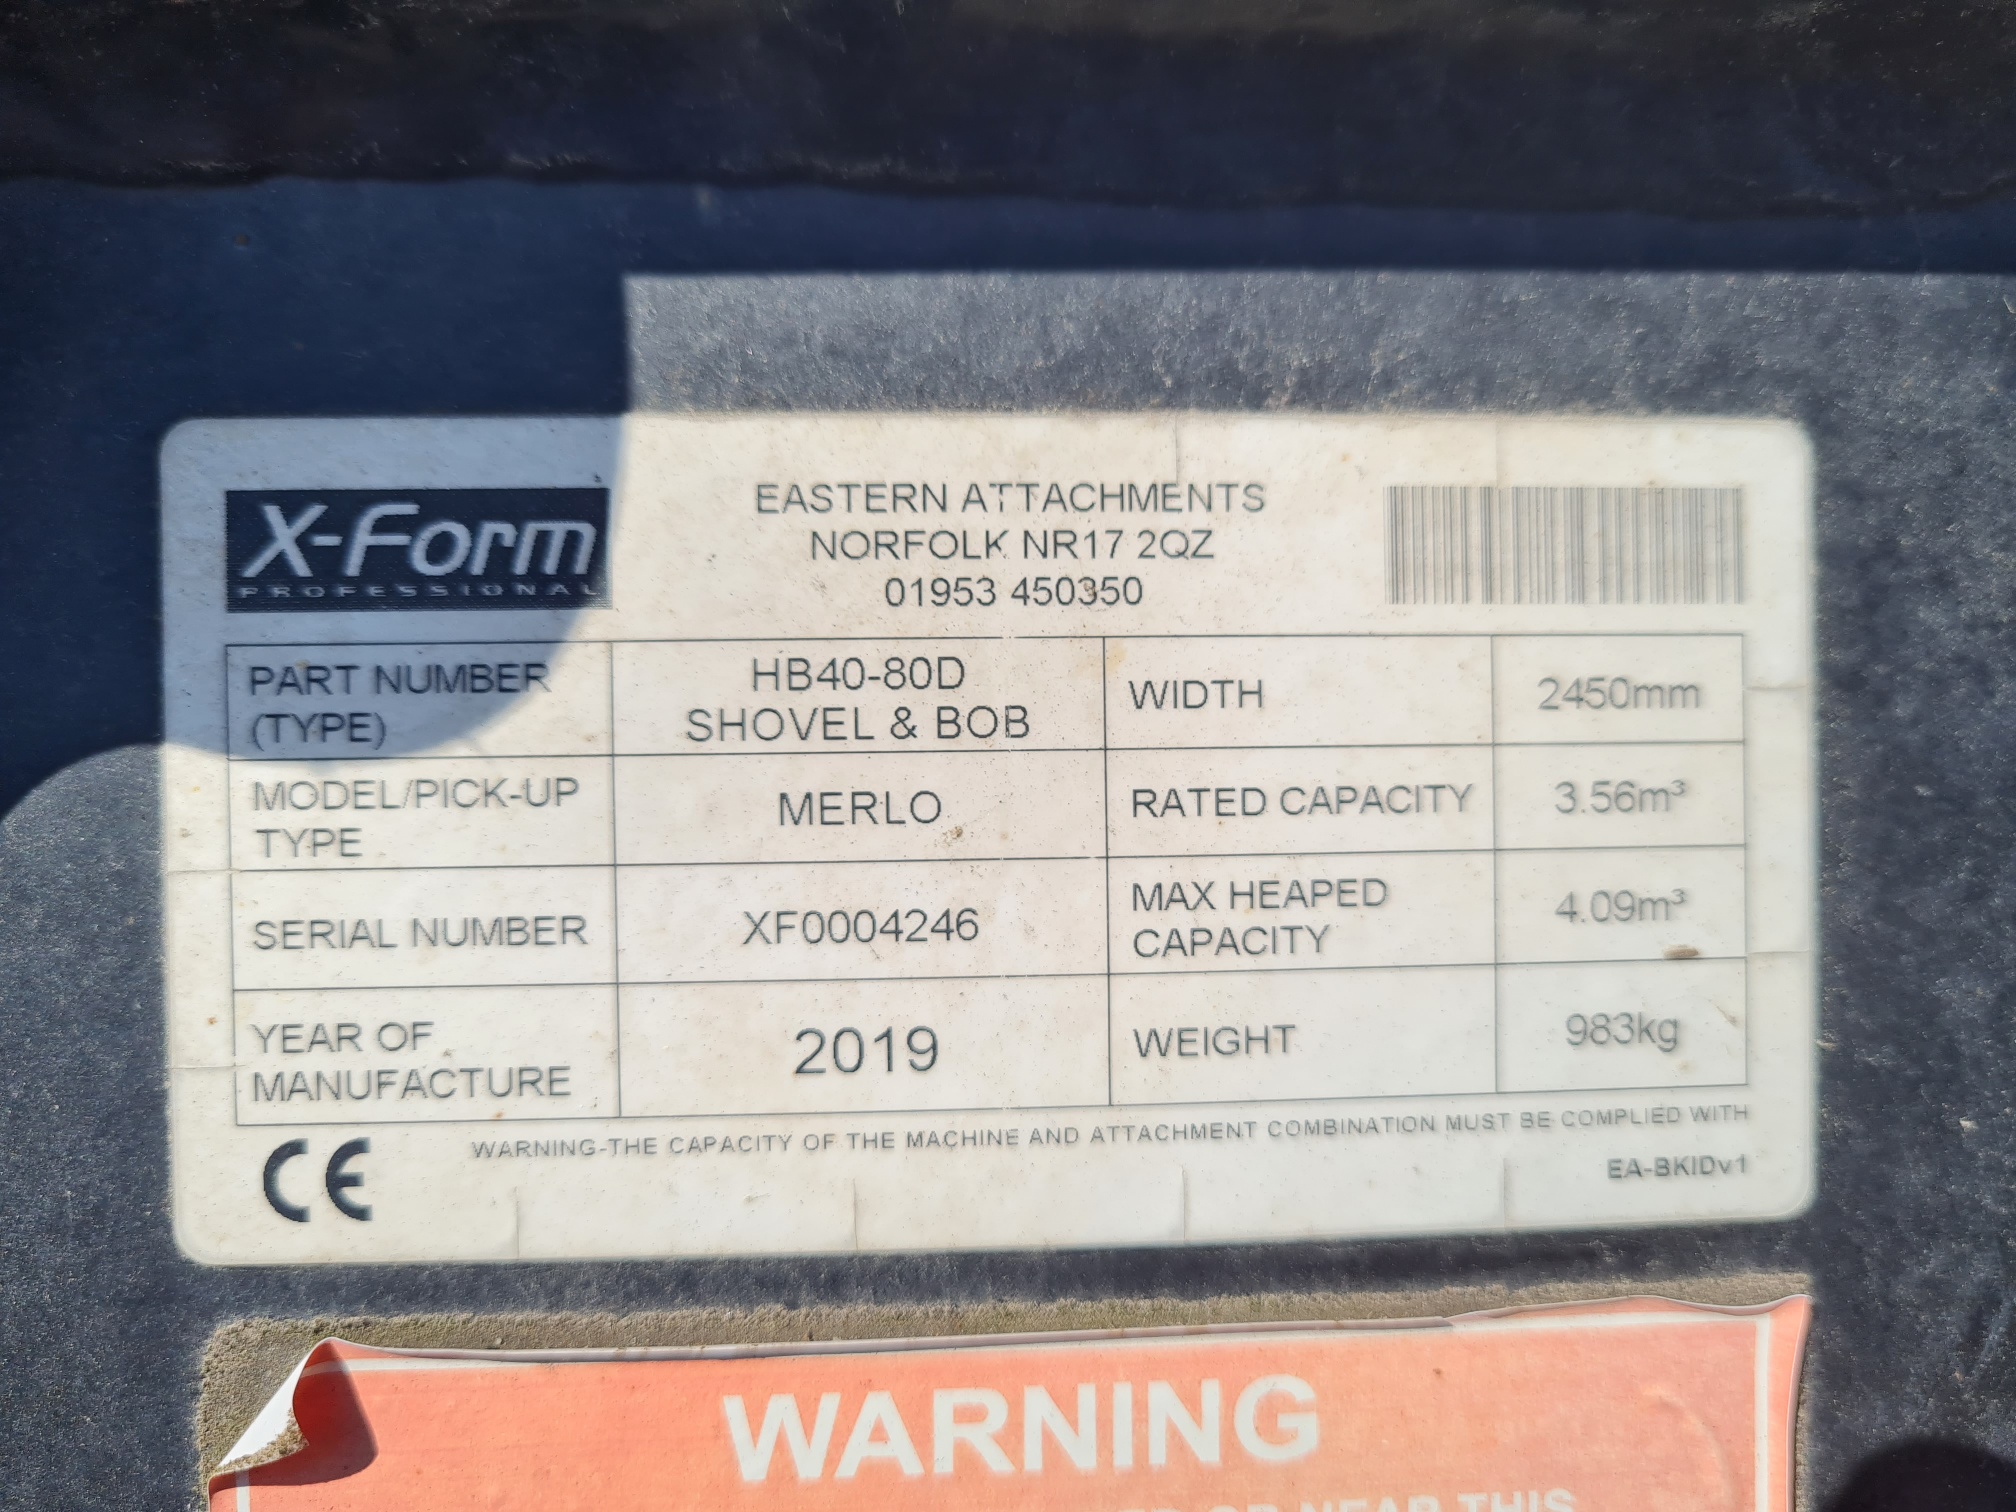 X-Form
PROFESSIONAL
EASTERN ATTACHMENTS
NORFOLK NR17 2QZ
01953 450350
PART NUMBER
(TYPE)
HB40-80D
SHOVEL & BOB
WIDTH
2450mm
MODEL/PICK-UP
TYPE
MERLO
RATED CAPACITY
3.56m³
SERIAL NUMBER
XF0004246
MAX HEAPED
CAPACITY
4.09m³
YEAR OF
MANUFACTURE
2019
WEIGHT
983kg
CE
WARNING-THE CAPACITY OF THE MACHINE AND ATTACHMENT COMBINATION MUST BE COMPLIED WITH
EA-BKIDv1
WARNING
OR NEAR THIS